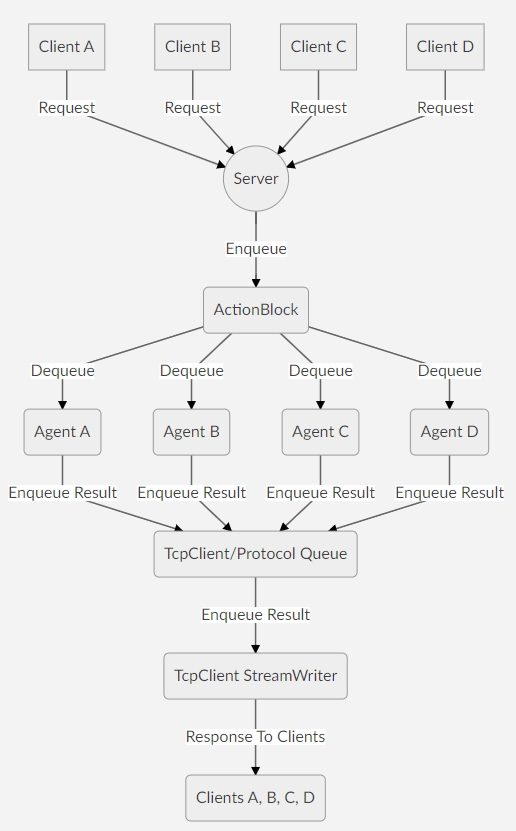 Client A
Client B
Client C
Client D
Request
Request
Request
Request
Server
Enqueue
ActionBlock
Dequeue
Dequeue
Dequeue
Dequeue
Agent A
Agent B
Agent C
Agent D
Enqueue Result
Enqueue Result
Enqueue Result
Enqueue Result
TcpClient/Protocol Queue
Enqueue Result
TcpClient StreamWriter
Response To Clients
Clients A, B, C, D